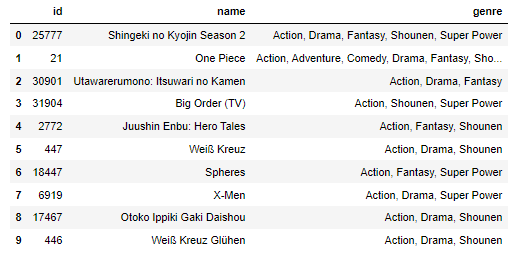 id name genre
0 25777 Shingeki no Kyojin Season 2 Action, Drama, Fantasy, Shounen, Super Power
1 21 One Piece Action, Adventure, Comedy, Drama, Fantasy, Sho...
2 30901 Utawarerumono: Itsuwari no Kamen Action, Drama, Fantasy
3 31904 Big Order (TV) Action, Shounen, Super Power
4 2772 Juushin Enbu: Hero Tales Action, Fantasy, Shounen
5 447 Weiß Kreuz Action, Drama, Shounen
6 18447 Spheres Action, Fantasy, Super Power
7 6919 X-Men Action, Drama, Super Power
8 17467 Otoko Ippiki Gaki Daishou Action, Drama, Shounen
9 446 Weiß Kreuz Glühen Action, Drama, Shounen